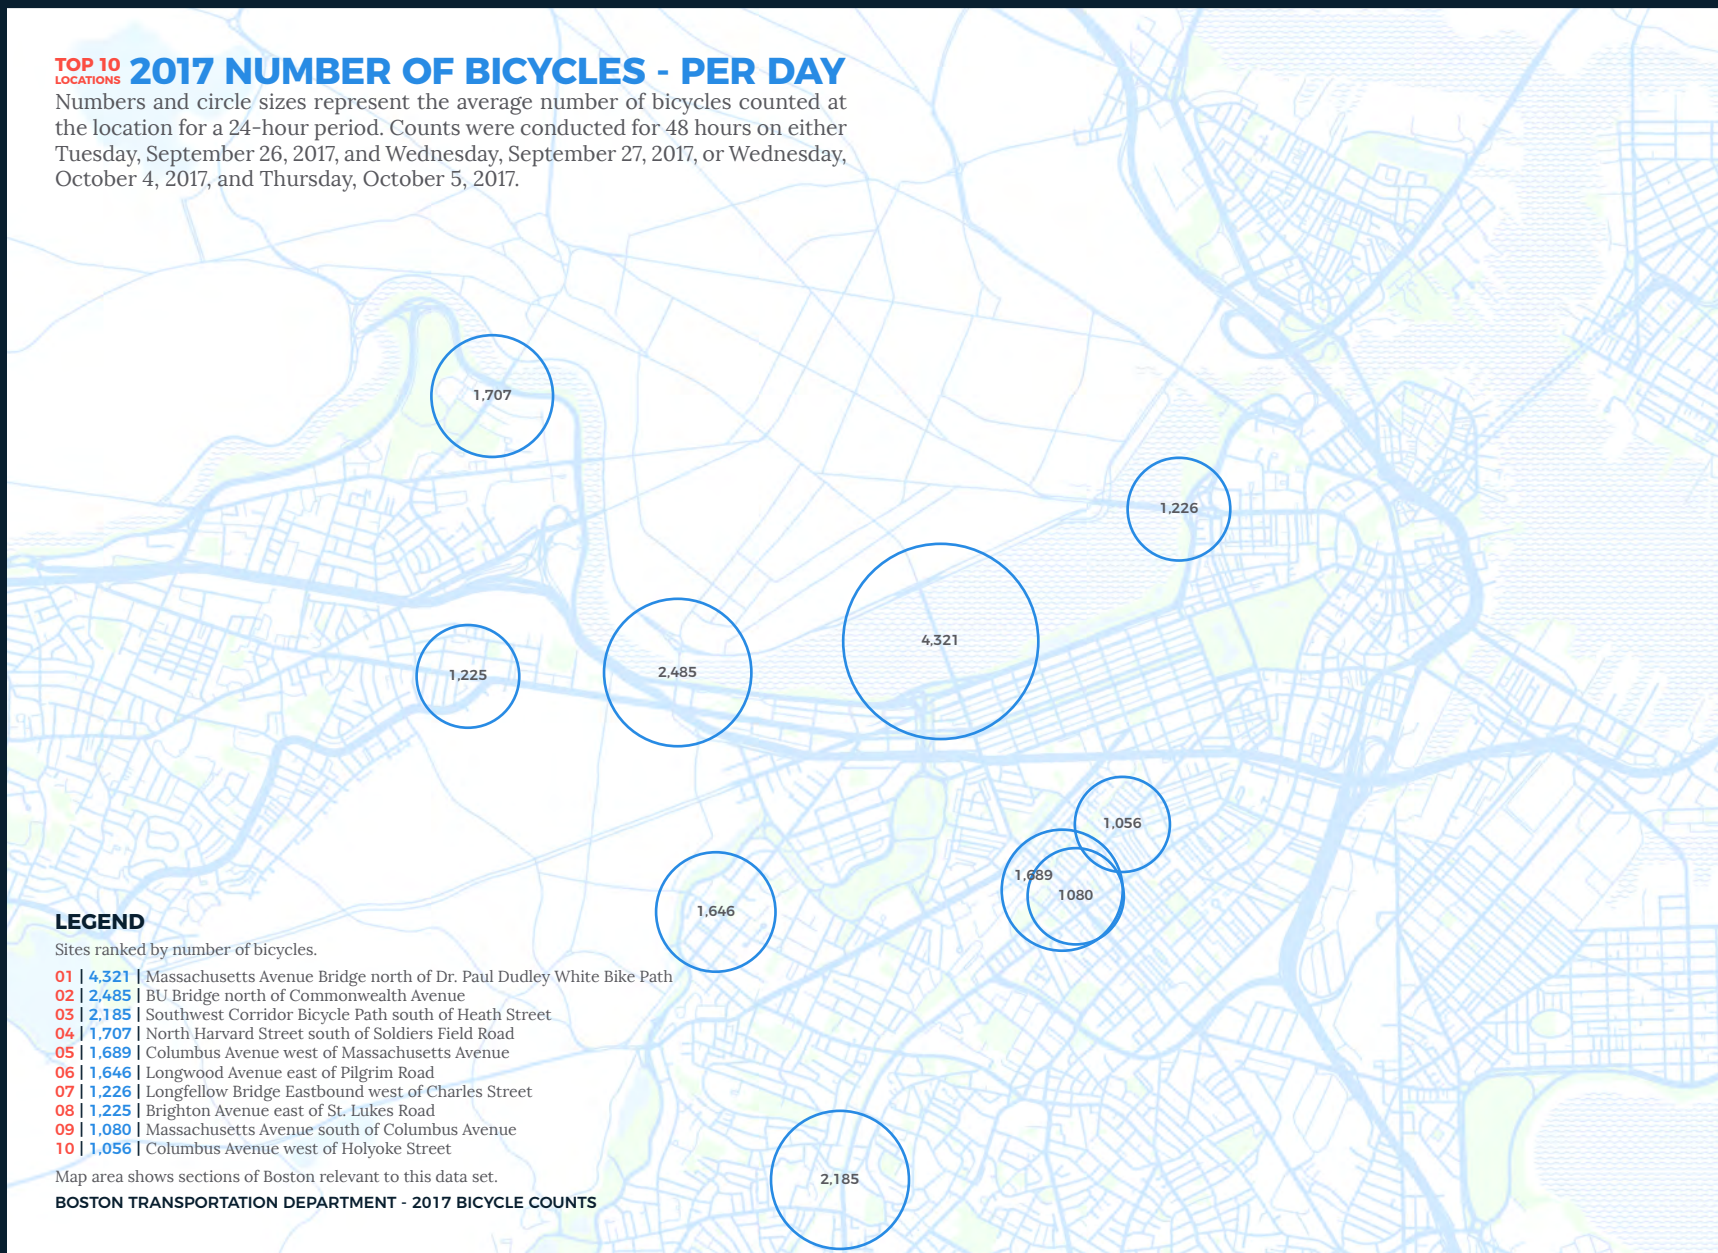 TOP 10 LOCATIONS 2017 NUMBER OF BICYCLES - PER DAY
Numbers and circle sizes represent the average number of bicycles counted at
the location for a 24-hour period. Counts were conducted for 48 hours on either
Tuesday, September 26, 2017, and Wednesday, September 27, 2017, or Wednesday,
October 4, 2017, and Thursday, October 5, 2017.
1,707
1,226
4,321
2,485
1,225
1,056
1,689
1080
1,646
2,185
LEGEND
Sites ranked by number of bicycles.
01 | 4,321 | Massachusetts Avenue Bridge north of Dr. Paul Dudley White Bike Path
02 | 2,485 | BU Bridge north of Commonwealth Avenue
03 | 2,185 | Southwest Corridor Bicycle Path south of Heath Street
04 | 1,707 | North Harvard Street south of Soldiers Field Road
05 | 1,689 | Columbus Avenue west of Massachusetts Avenue
06 | 1,646 | Longwood Avenue east of Pilgrim Road
07 | 1,226 | Longfellow Bridge Eastbound west of Charles Street
08 | 1,225 | Brighton Avenue east of St. Lukes Road
09 | 1,080 | Massachusetts Avenue south of Columbus Avenue
10 | 1,056 | Columbus Avenue west of Holyoke Street
Map area shows sections of Boston relevant to this data set.
BOSTON TRANSPORTATION DEPARTMENT - 2017 BICYCLE COUNTS